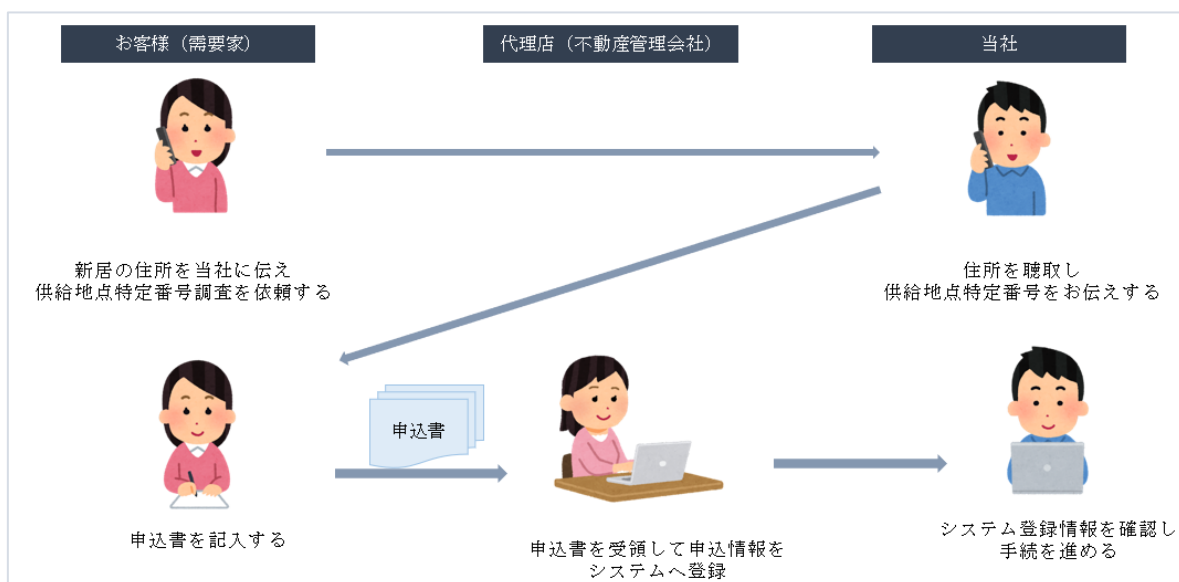 お客様（需要家）
代理店（不動産管理会社）
当社
新居の住所を当社に伝え
供給地点特定番号調査を依頼する
住所を聴取し
供給地点特定番号をお伝えする
申込書
申込書を記入する
申込書を受領して申込情報を
システムへ登録
システム登録情報を確認し
手続を進める